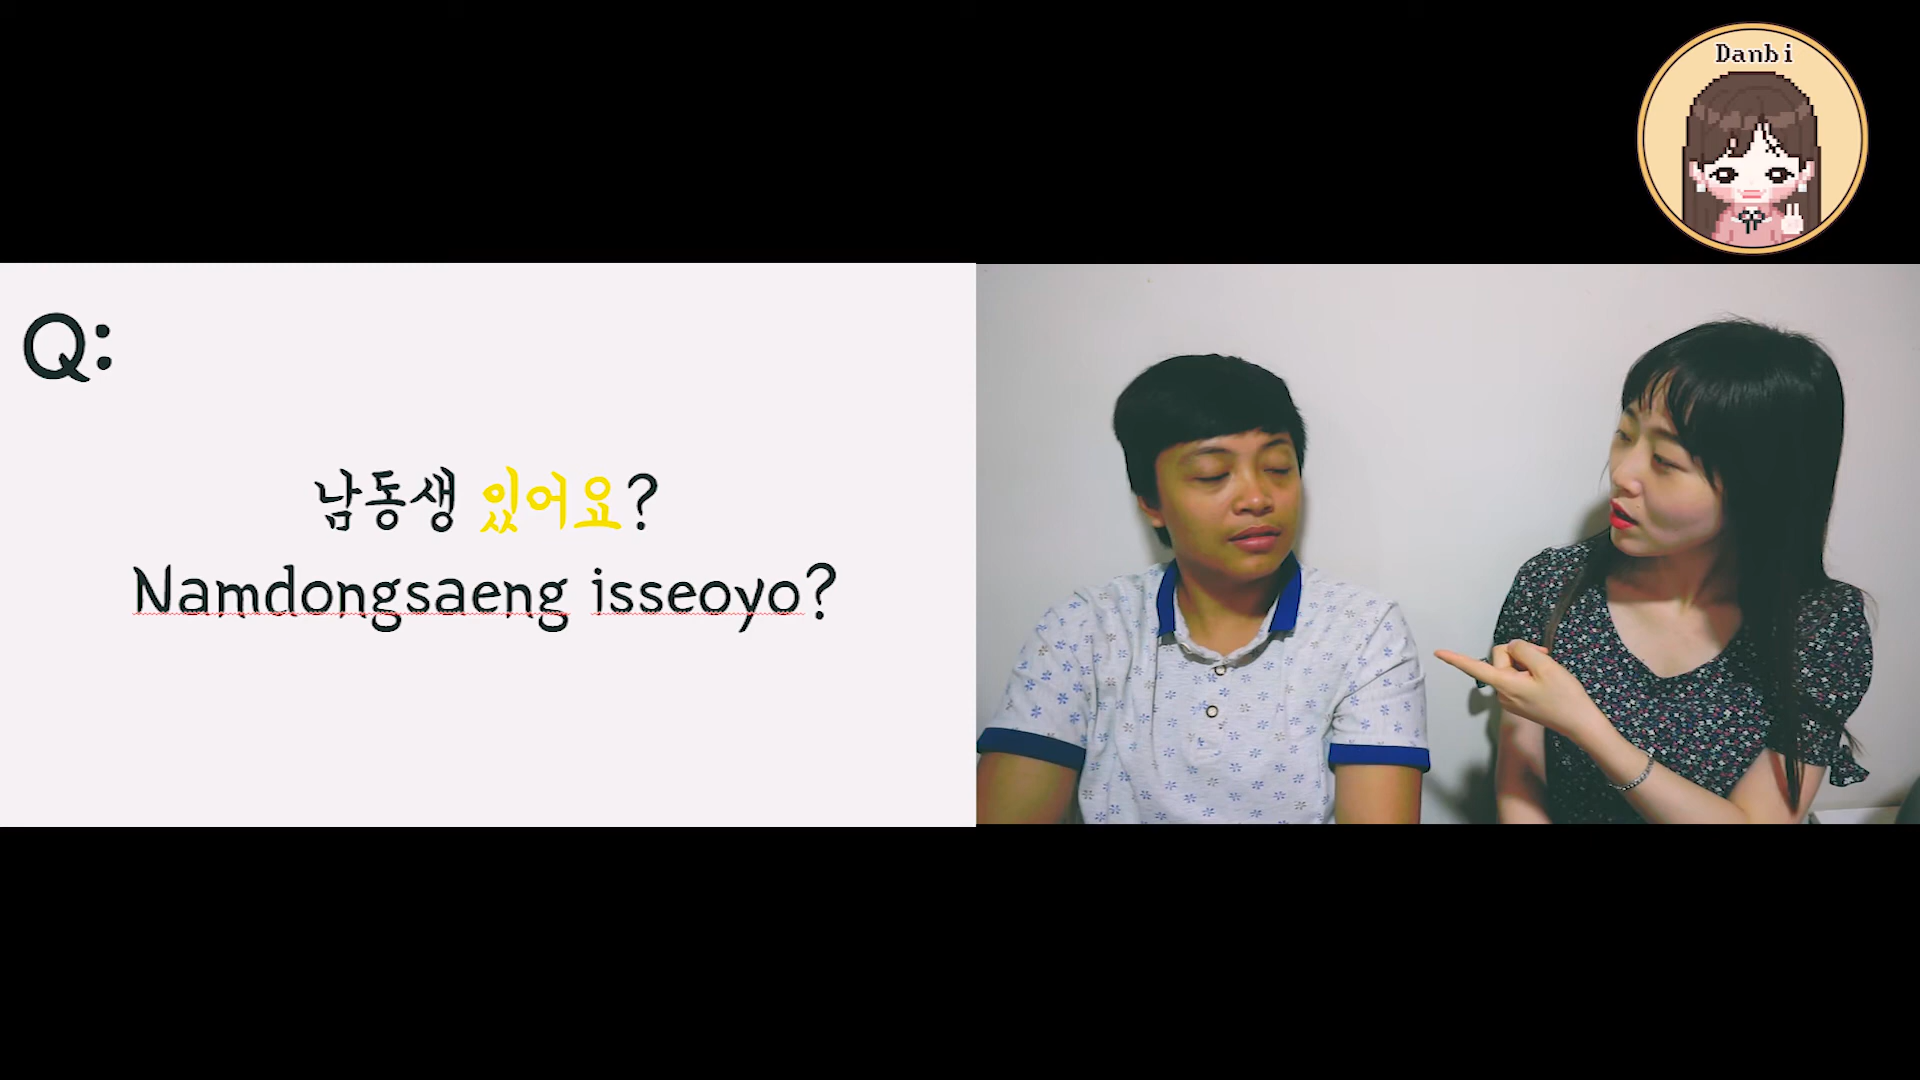 Danbi
Q:
남동생 있어요?
Namdongsaeng isseoyo?